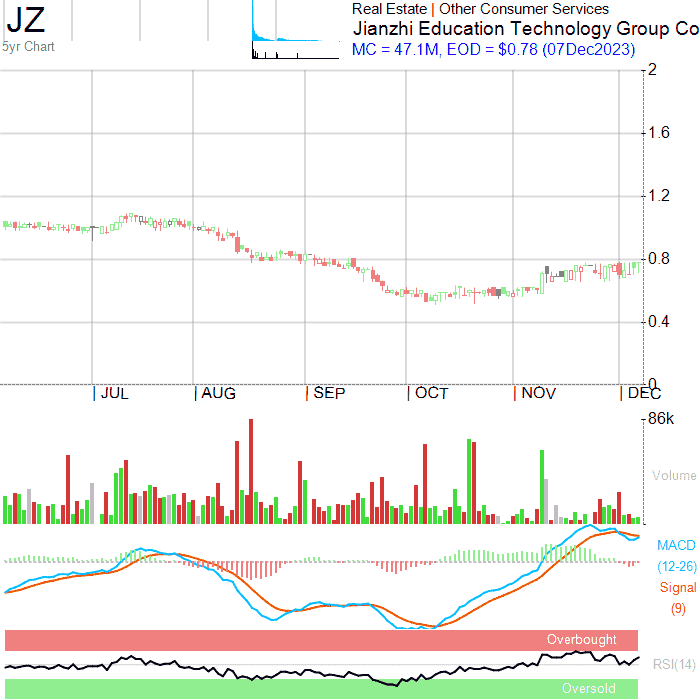 JZ
5yr Chart
Real Estate | Other Consumer Services
Jianzhi Education Technology Group Co
MC = 47.1M, EOD = $0.78 (07Dec2023)
2
1.6
1.2
0.8
0.4
0
JUL
AUG
SEP
OCT
NOV
DEC
86k
Volume
MACD
(12-26)
Signal
(9)
Overbought
RSI(14)
Oversold